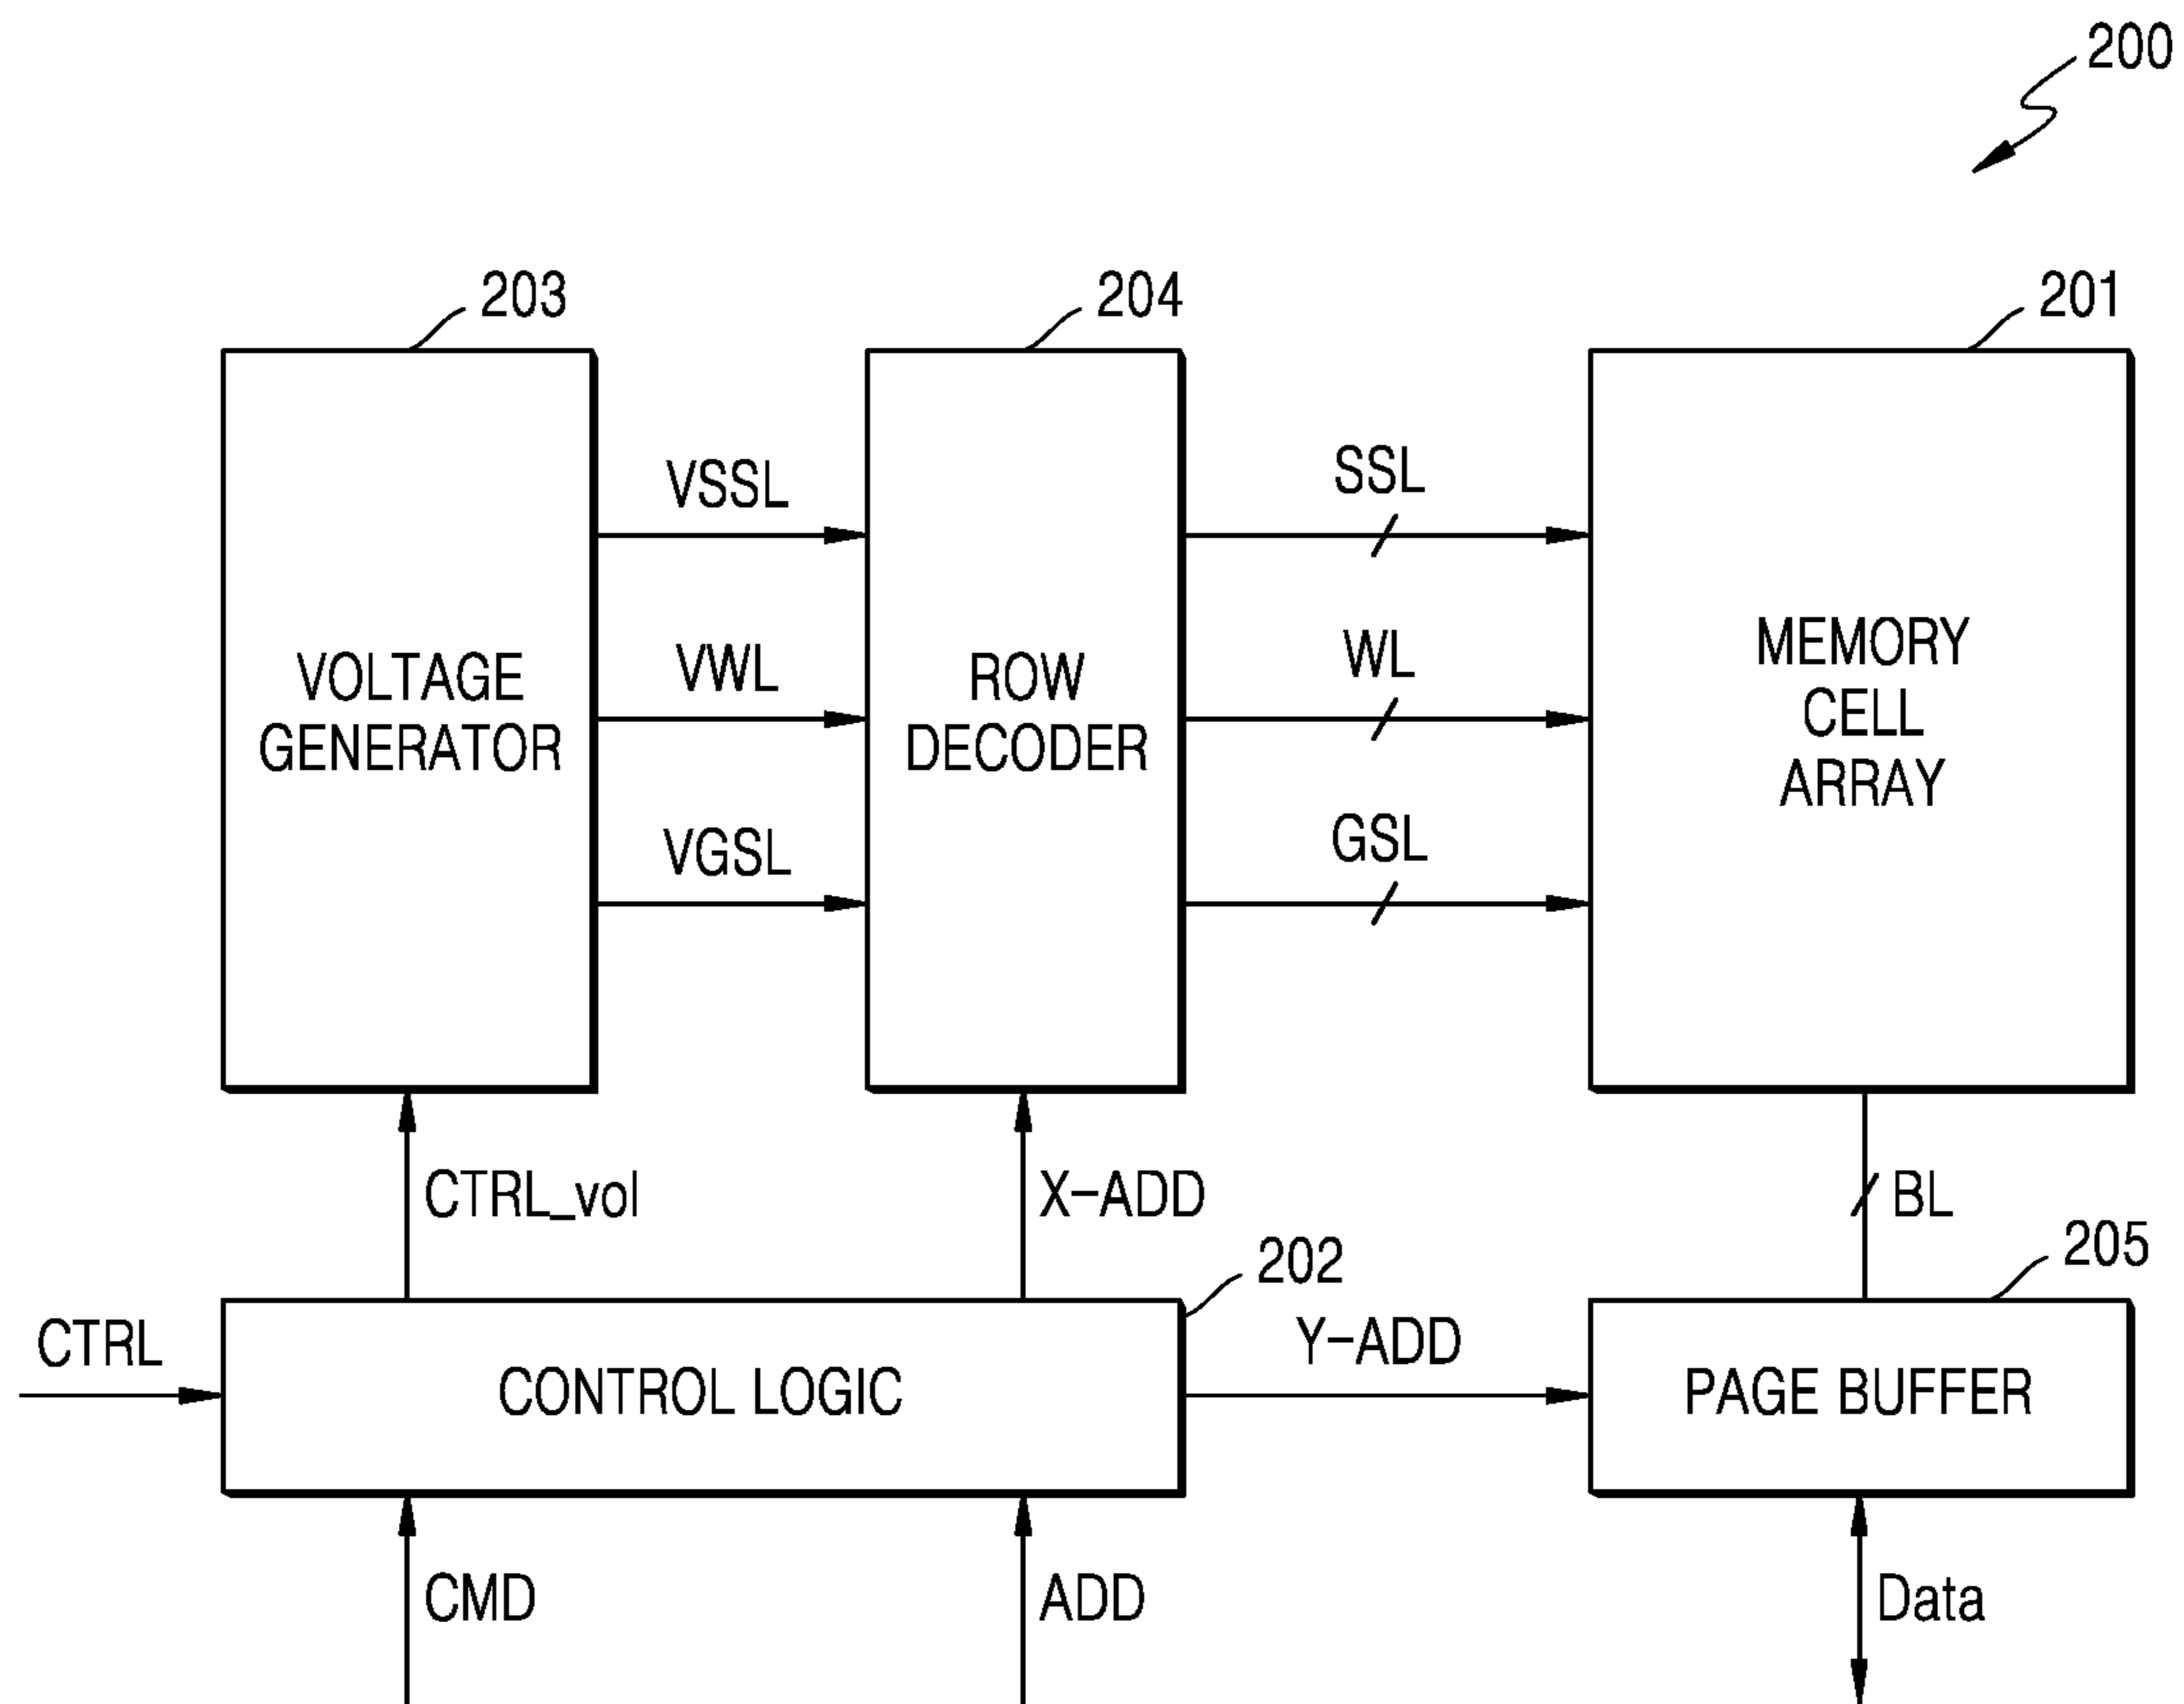 200
203
204
201
VSSL
SSL
VWL
WL
VOLTAGE
GENERATOR
ROW
DECODER
MEMORY
CELL
ARRAY
VGSL
GSL
CTRL_vol
X-ADD
BL
202
205
CTRL
Y-ADD
CONTROL LOGIC
PAGE BUFFER
CMD
ADD
Data